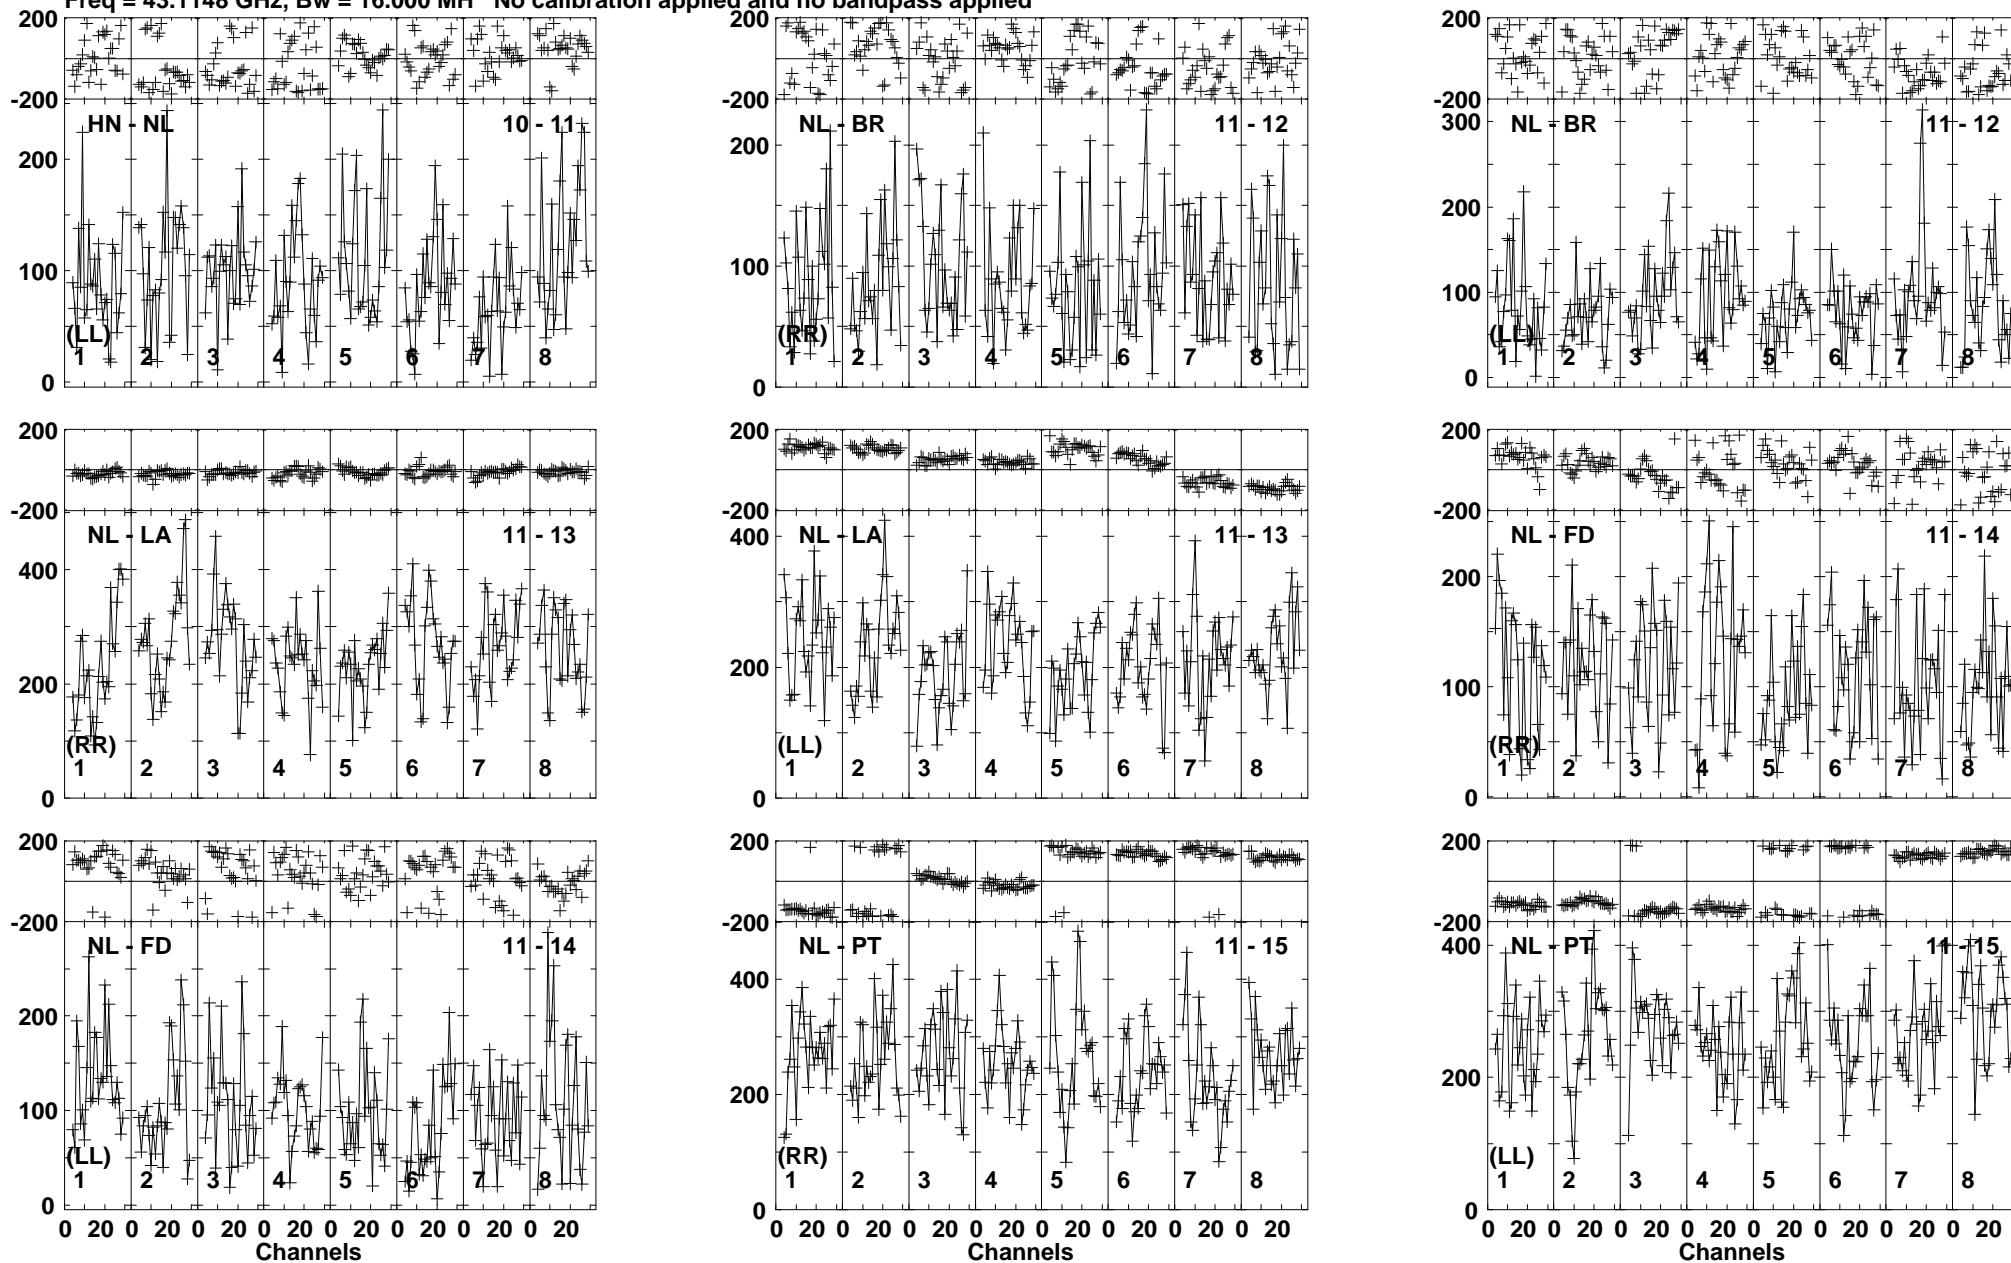 Freq = 43.1148 GHz, Bw = 16.000 MH No calibration applied and no bandpass applied
200 200 200
-200 -200 -200
HN - NL 10 - 11 NL - BR 11 - 12 NL - BR 11 - 12
300
200 200 200
100 100 100
(LL) (RR) (LL)
1 2 3 4 5 6 7 8 1 2 3 4 5 6 7 8 1 2 3 4 5 6 7 8
0 0 0
200 200 200
-200 -200 -200
NL - LA 11 - 13 NL - LA 11 - 13 NL - FD 11 - 14
400 400 200
200 200 100
(RR) (LL) (RR)
1 2 3 4 5 6 7 8 1 2 3 4 5 6 7 8 1 2 3 4 5 6 7 8
0 0 0
200 200 200
-200 -200 -200
NL - FD 11 - 14 NL - PT 11 - 15 NL - PT 11 - 15
200 400 400
100 200 200
(LL) (RR) (LL)
1 2 3 4 5 6 7 8 1 2 3 4 5 6 7 8 1 2 3 4 5 6 7 8
0 0 0
0 20 0 20 0 20 0 20 0 20 0 20 0 20 0 20 0 20 0 20 0 20 0 20 0 20 0 20 0 20 0 20 0 20 0 20 0 20 0 20 0 20 0 20 0 20 0 20
Channels Channels Channels